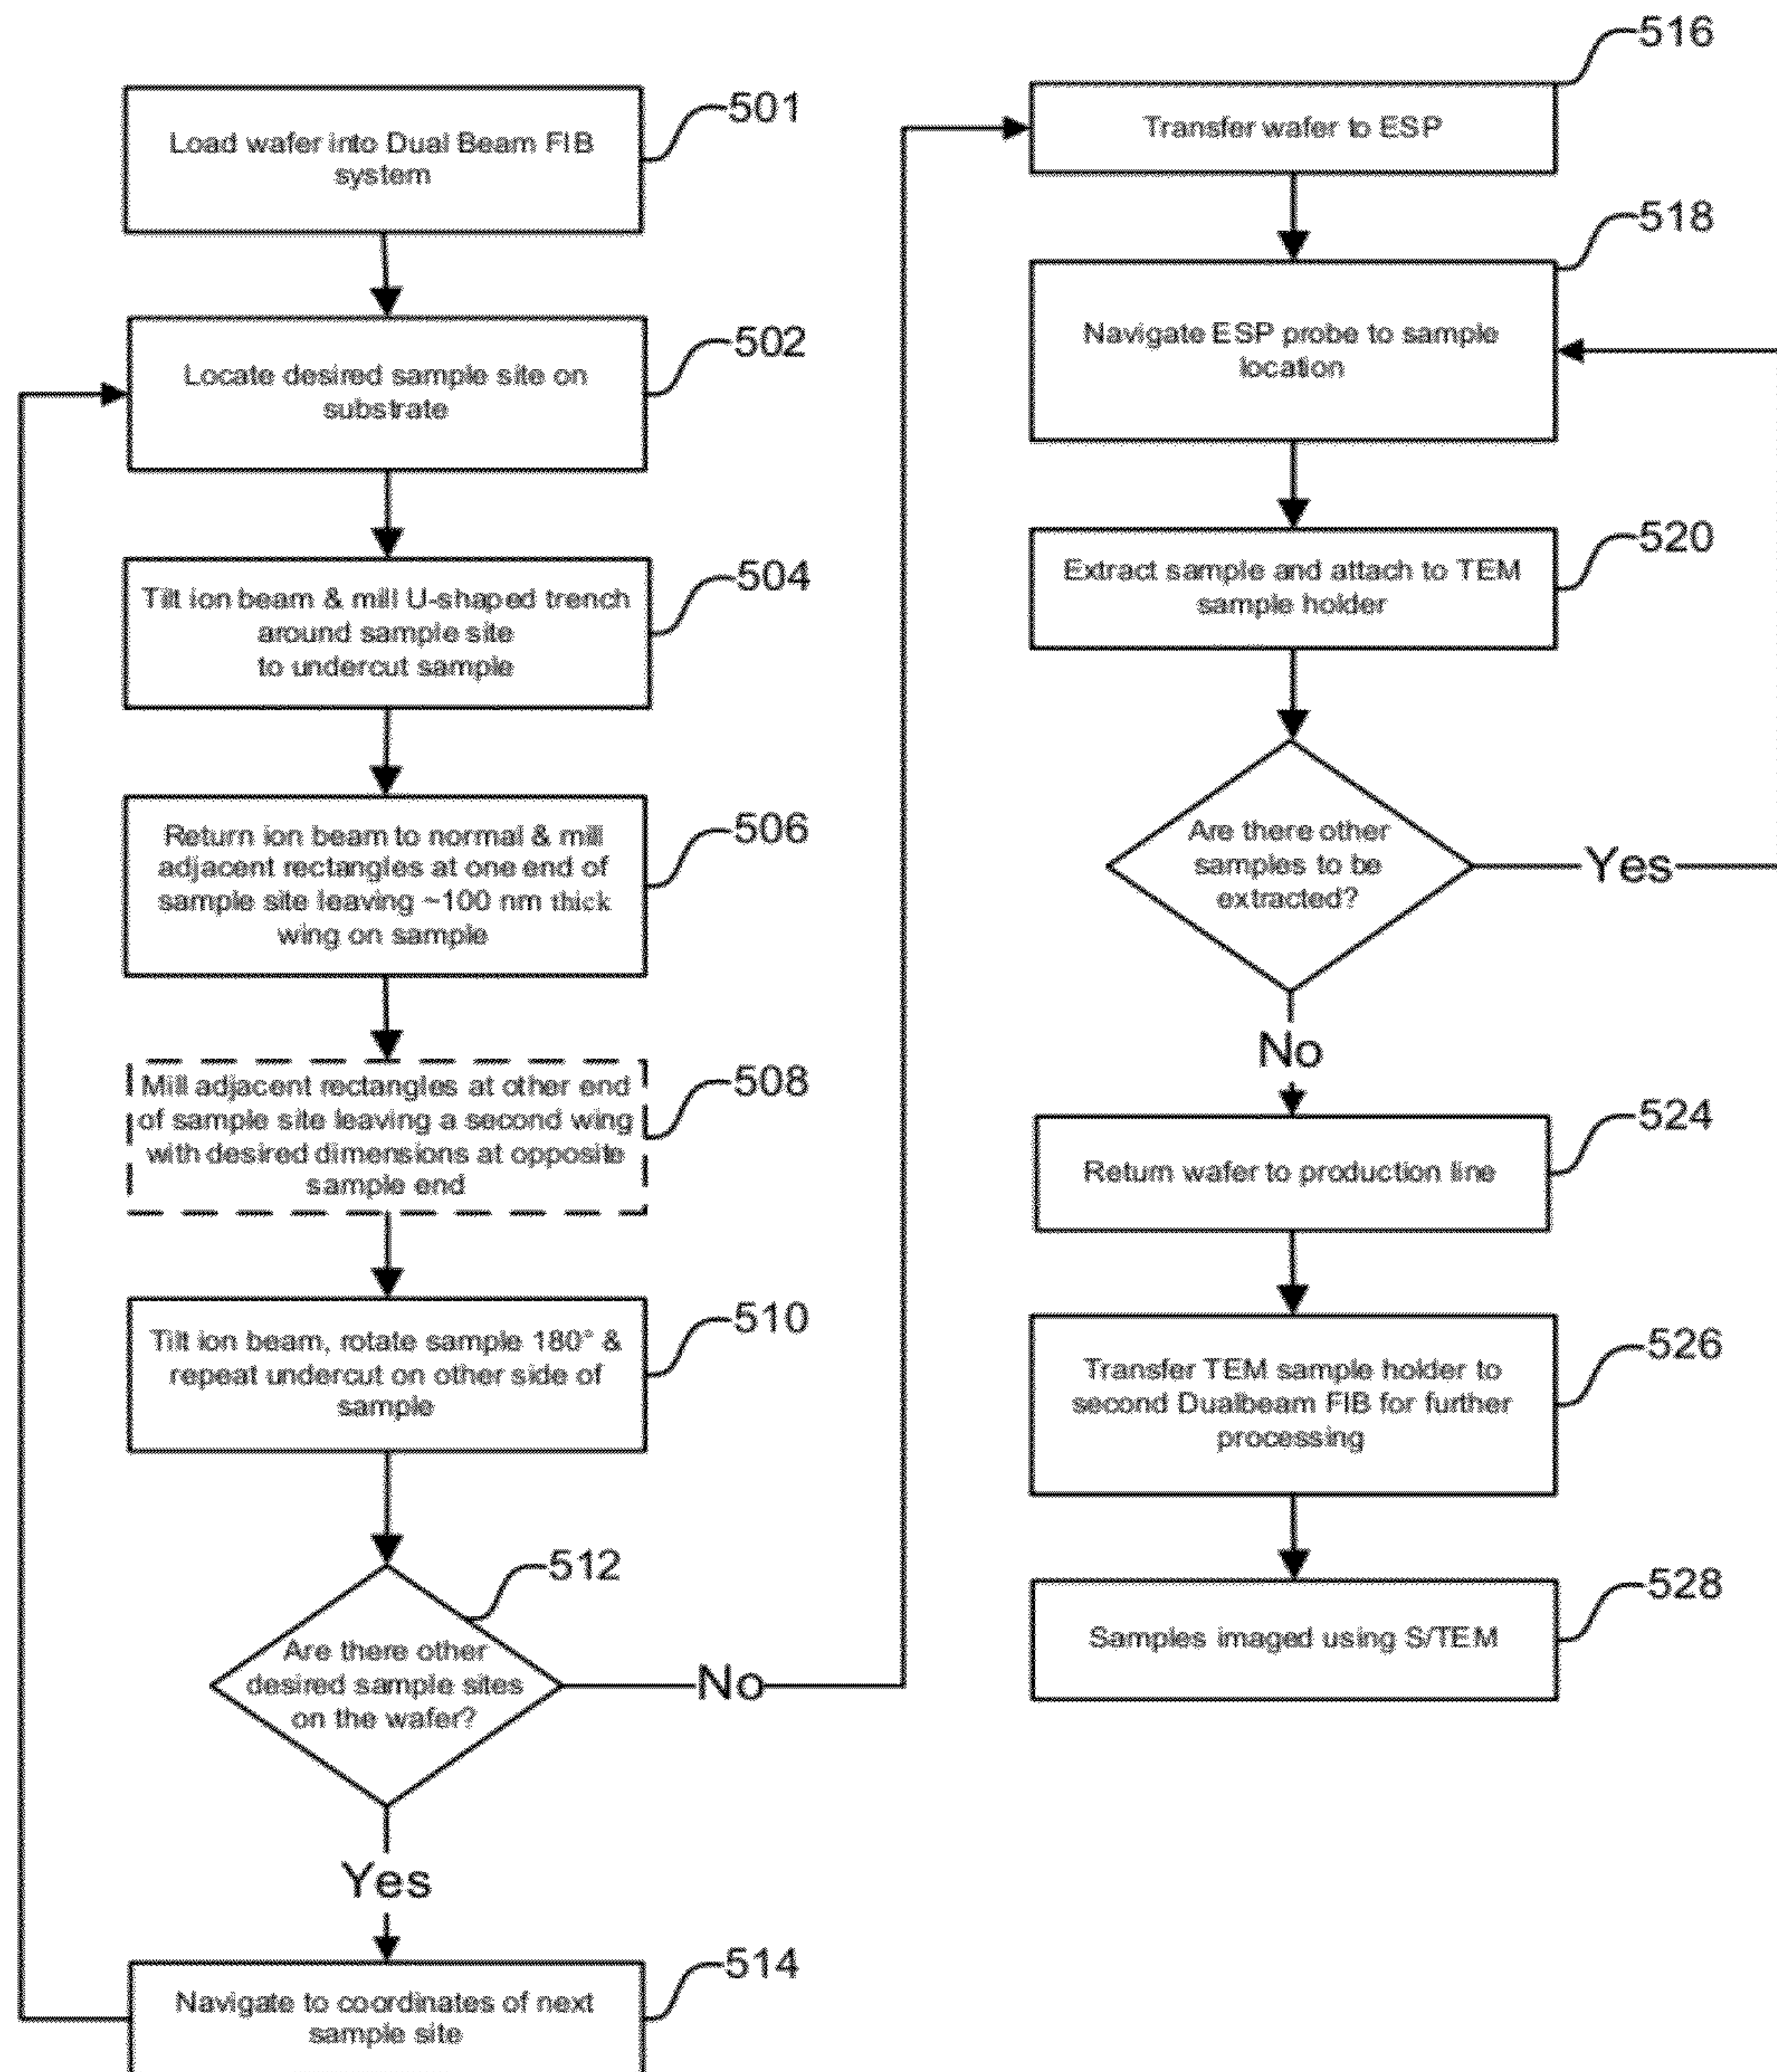 501
Load wafer into Dual Beam FIB
system
502
Locate desired sample site on
substrate
504
Tilt ion beam & mill U-shaped trench
around sample site
to undercut sample
506
Return ion beam to normal & mill
adjacent rectangles at one end of
sample site leaving ~100 nm thick
wing on sample
508
Mill adjacent rectangles at other end
of sample site leaving a second wing
with desired dimensions at opposite
sample end
510
Tilt ion beam, rotate sample 180° &
repeat undercut on other side of
sample
512
Are there other
desired sample sites
on the wafer?
No
Yes
514
Navigate to coordinates of next
sample site
516
Transfer wafer to ESP
518
Navigate ESP probe to sample
location
520
Extract sample and attach to TEM
sample holder
Are there other
samples to be
extracted?
Yes
No
524
Return wafer to production line
526
Transfer TEM sample holder to
second Dualbeam FIB for further
processing
528
Samples imaged using S/TEM